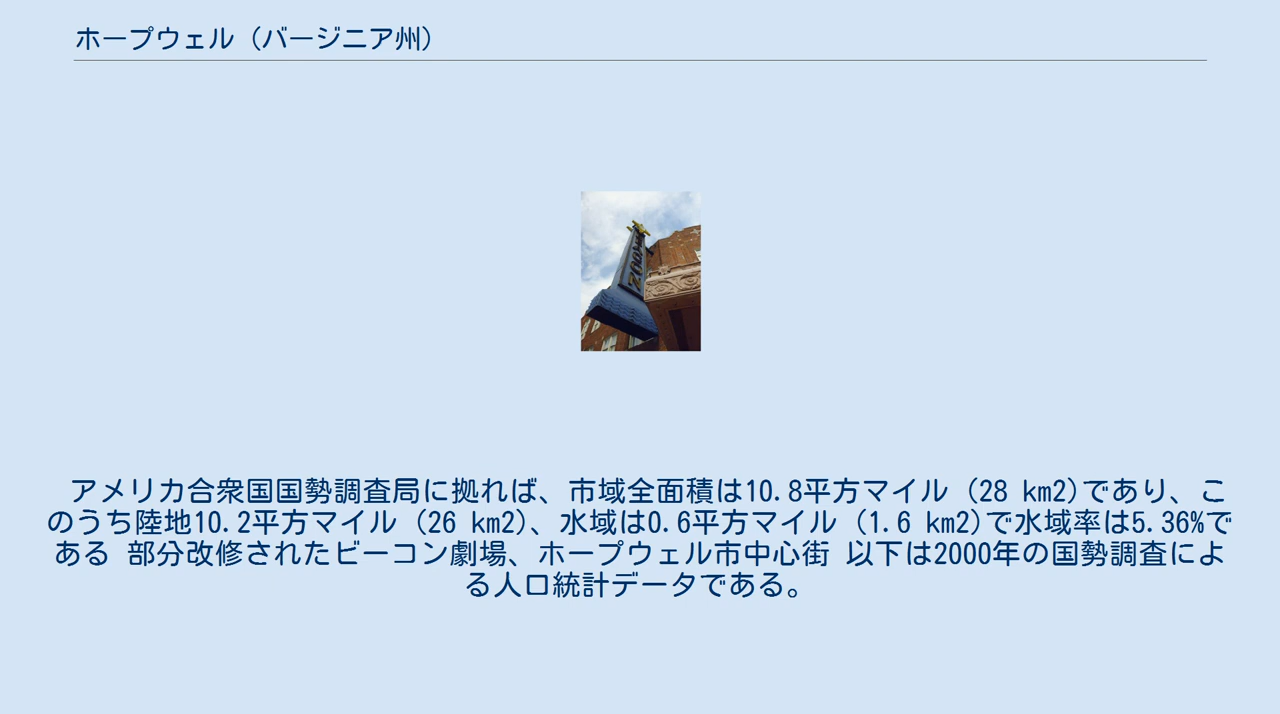 ホープウェル (バージニア州)
アメリカ合衆国国勢調査局に拠れば、市域全面積は10.8平方マイル (28 km2)であり、こ
のうち陸地10.2平方マイル (26 km2)、水域は0.6平方マイル (1.6 km2)で水域率は5.36%で
ある 部分改修されたビーコン劇場、ホープウェル市中心街 以下は2000年の国勢調査によ
る人口統計データである。